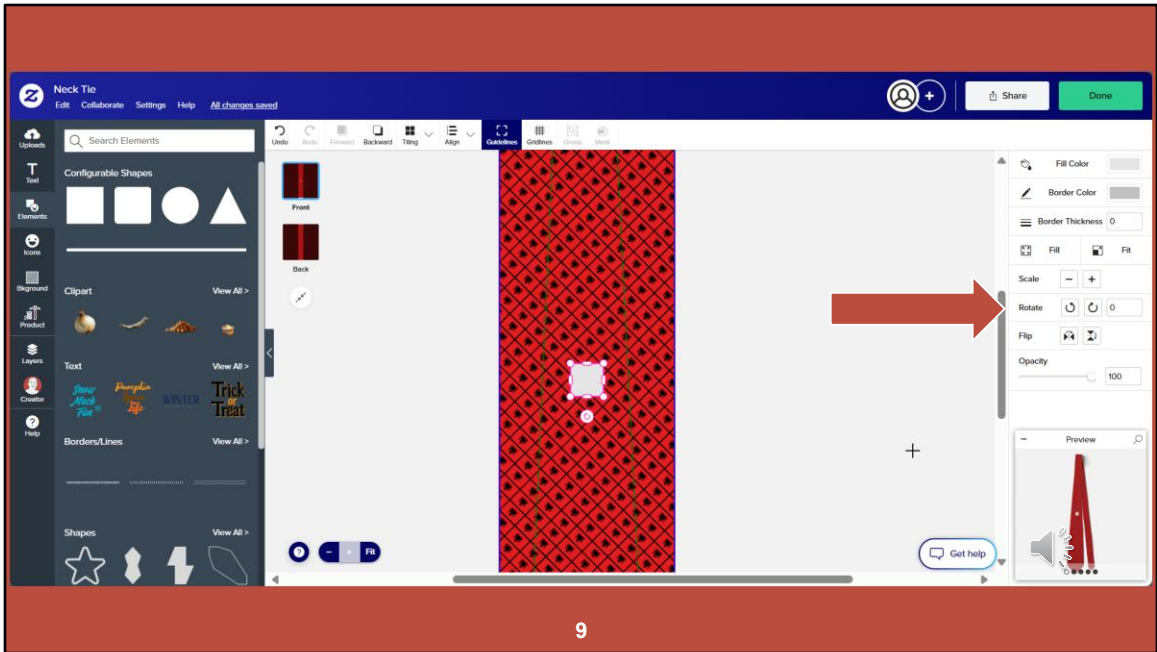 Neck Tie
Edit Collaborate Settings Help All changes saved
Share
Done
Uploads
Text
Elements
Icons
Bkground
Product
Layers
Creator
Help
Search Elements
Configurable Shapes
Clipart View All >
Text View All >
Snow Much Fun
Pumpkin Life
WINTER
Trick or Treat
Borders/Lines View All >
Shapes View All >
Undo Redo Forward Backward Tiling Align Guidelines Gridlines Group Mask
Front
Back
- + Fit
Get help
Fill Color
Border Color
Border Thickness 0
Fill Fit
Scale - +
Rotate 0
Flip
Opacity
100
- Preview
9